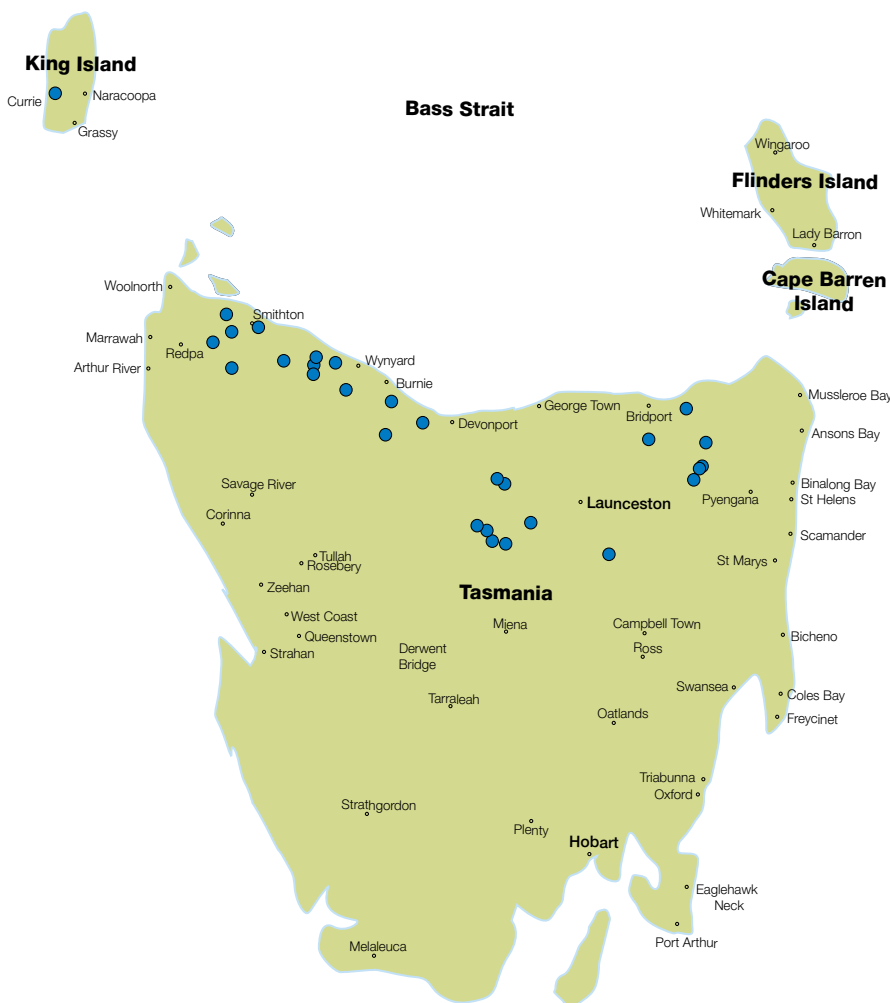 King Island
Currie
Naracoopa
Grassy
Bass Strait
Wingaroo
Flinders Island
Whitemark
Lady Barron
Cape Barren
Island
Woolnorth
Smithton
Marrawah
Redpa
Arthur River
Wynyard
Burnie
Devonport
George Town
Bridport
Mussleroe Bay
Ansons Bay
Savage River
Launceston
Pyengana
Binalong Bay
St Helens
Corinna
Scamander
Tullah
Rosebery
St Marys
Zeehan
Tasmania
West Coast
Miena
Campbell Town
Queenstown
Bicheno
Strahan
Derwent
Bridge
Ross
Swansea
Coles Bay
Tarraleah
Oatlands
Freycinet
Triabunna
Oxford
Strathgordon
Plenty
Hobart
Eaglehawk
Neck
Port Arthur
Melaleuca